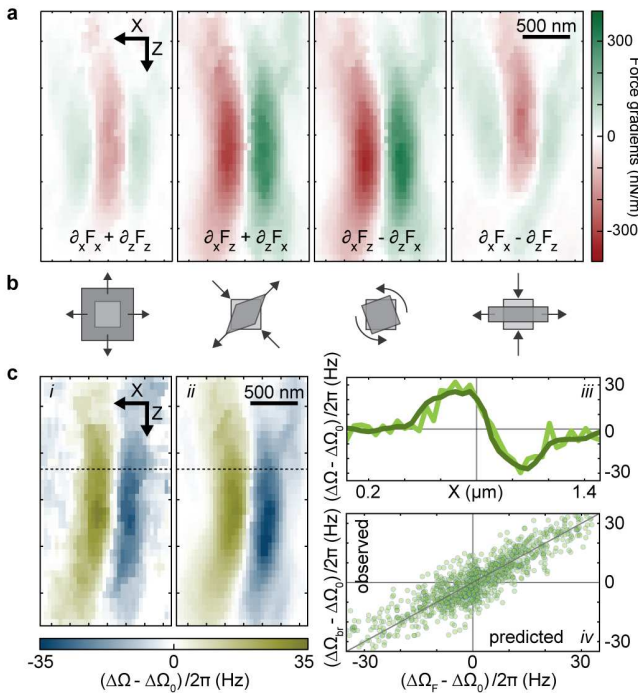 a
X
Z
500 nm
∂ₓFₓ + ∂zFz
∂ₓFz + ∂zFₓ
∂ₓFz - ∂zFₓ
∂ₓFₓ - ∂zFz
300
0
-300
Force gradients (nN/m)
b
c
i
X
Z
ii
500 nm
-35
0
35
(ΔΩ - ΔΩ₀)/2π (Hz)
iii
(ΔΩ - ΔΩ₀)/2π (Hz)
30
0
-30
0.2
X (μm)
1.4
(ΔΩbr - ΔΩ₀)/2π (Hz)
observed
30
0
-30
predicted
iv
-30
0
30
(ΔΩF - ΔΩ₀)/2π (Hz)